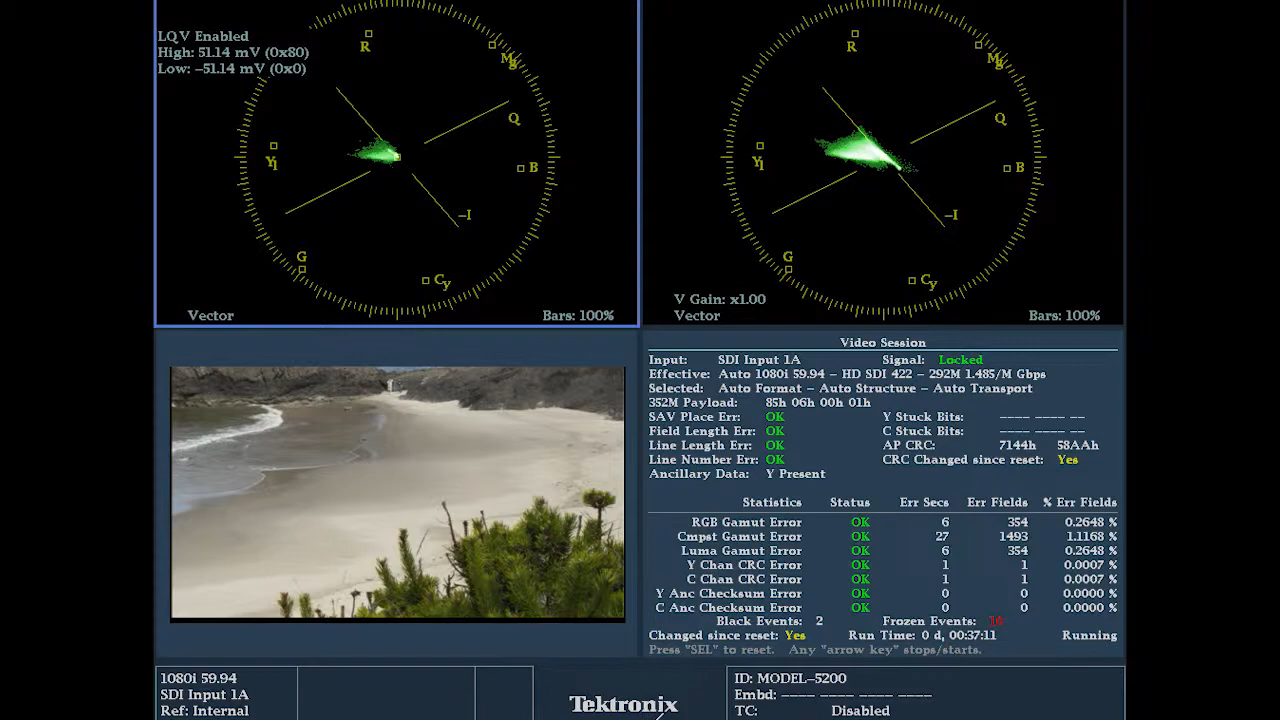 LQV Enabled
High: 51.14 mV (0x80)
Low: –51.14 mV (0x0)
R
Mg
Q
Yl
B
–I
G
Cy
Vector
Bars: 100%
R
Mg
Q
Yl
B
–I
G
Cy
V Gain: x1.00
Vector
Bars: 100%
Video Session
Input: SDI Input 1A Signal: Locked
Effective: Auto 1080i 59.94 – HD SDI 422 – 292M 1.485/M Gbps
Selected: Auto Format – Auto Structure – Auto Transport
352M Payload: 85h 06h 00h 01h
SAV Place Err: OK Y Stuck Bits: –––– –––– ––
Field Length Err: OK C Stuck Bits: –––– –––– ––
Line Length Err: OK AP CRC: 7144h 58AAh
Line Number Err: OK CRC Changed since reset: Yes
Ancillary Data: Y Present
Statistics Status Err Secs Err Fields % Err Fields
RGB Gamut Error OK 6 354 0.2648 %
Cmpst Gamut Error OK 27 1493 1.1168 %
Luma Gamut Error OK 6 354 0.2648 %
Y Chan CRC Error OK 1 1 0.0007 %
C Chan CRC Error OK 1 1 0.0007 %
Y Anc Checksum Error OK 0 0 0.0000 %
C Anc Checksum Error OK 0 0 0.0000 %
Black Events: 2 Frozen Events:
Changed since reset: Yes Run Time: 0 d, 00:37:11 Running
Press "SEL" to reset. Any "arrow key" stops/starts.
1080i 59.94
SDI Input 1A
Ref: Internal
Tektronix
ID: MODEL–5200
Embd: –––– –––– –––– ––––
TC: Disabled